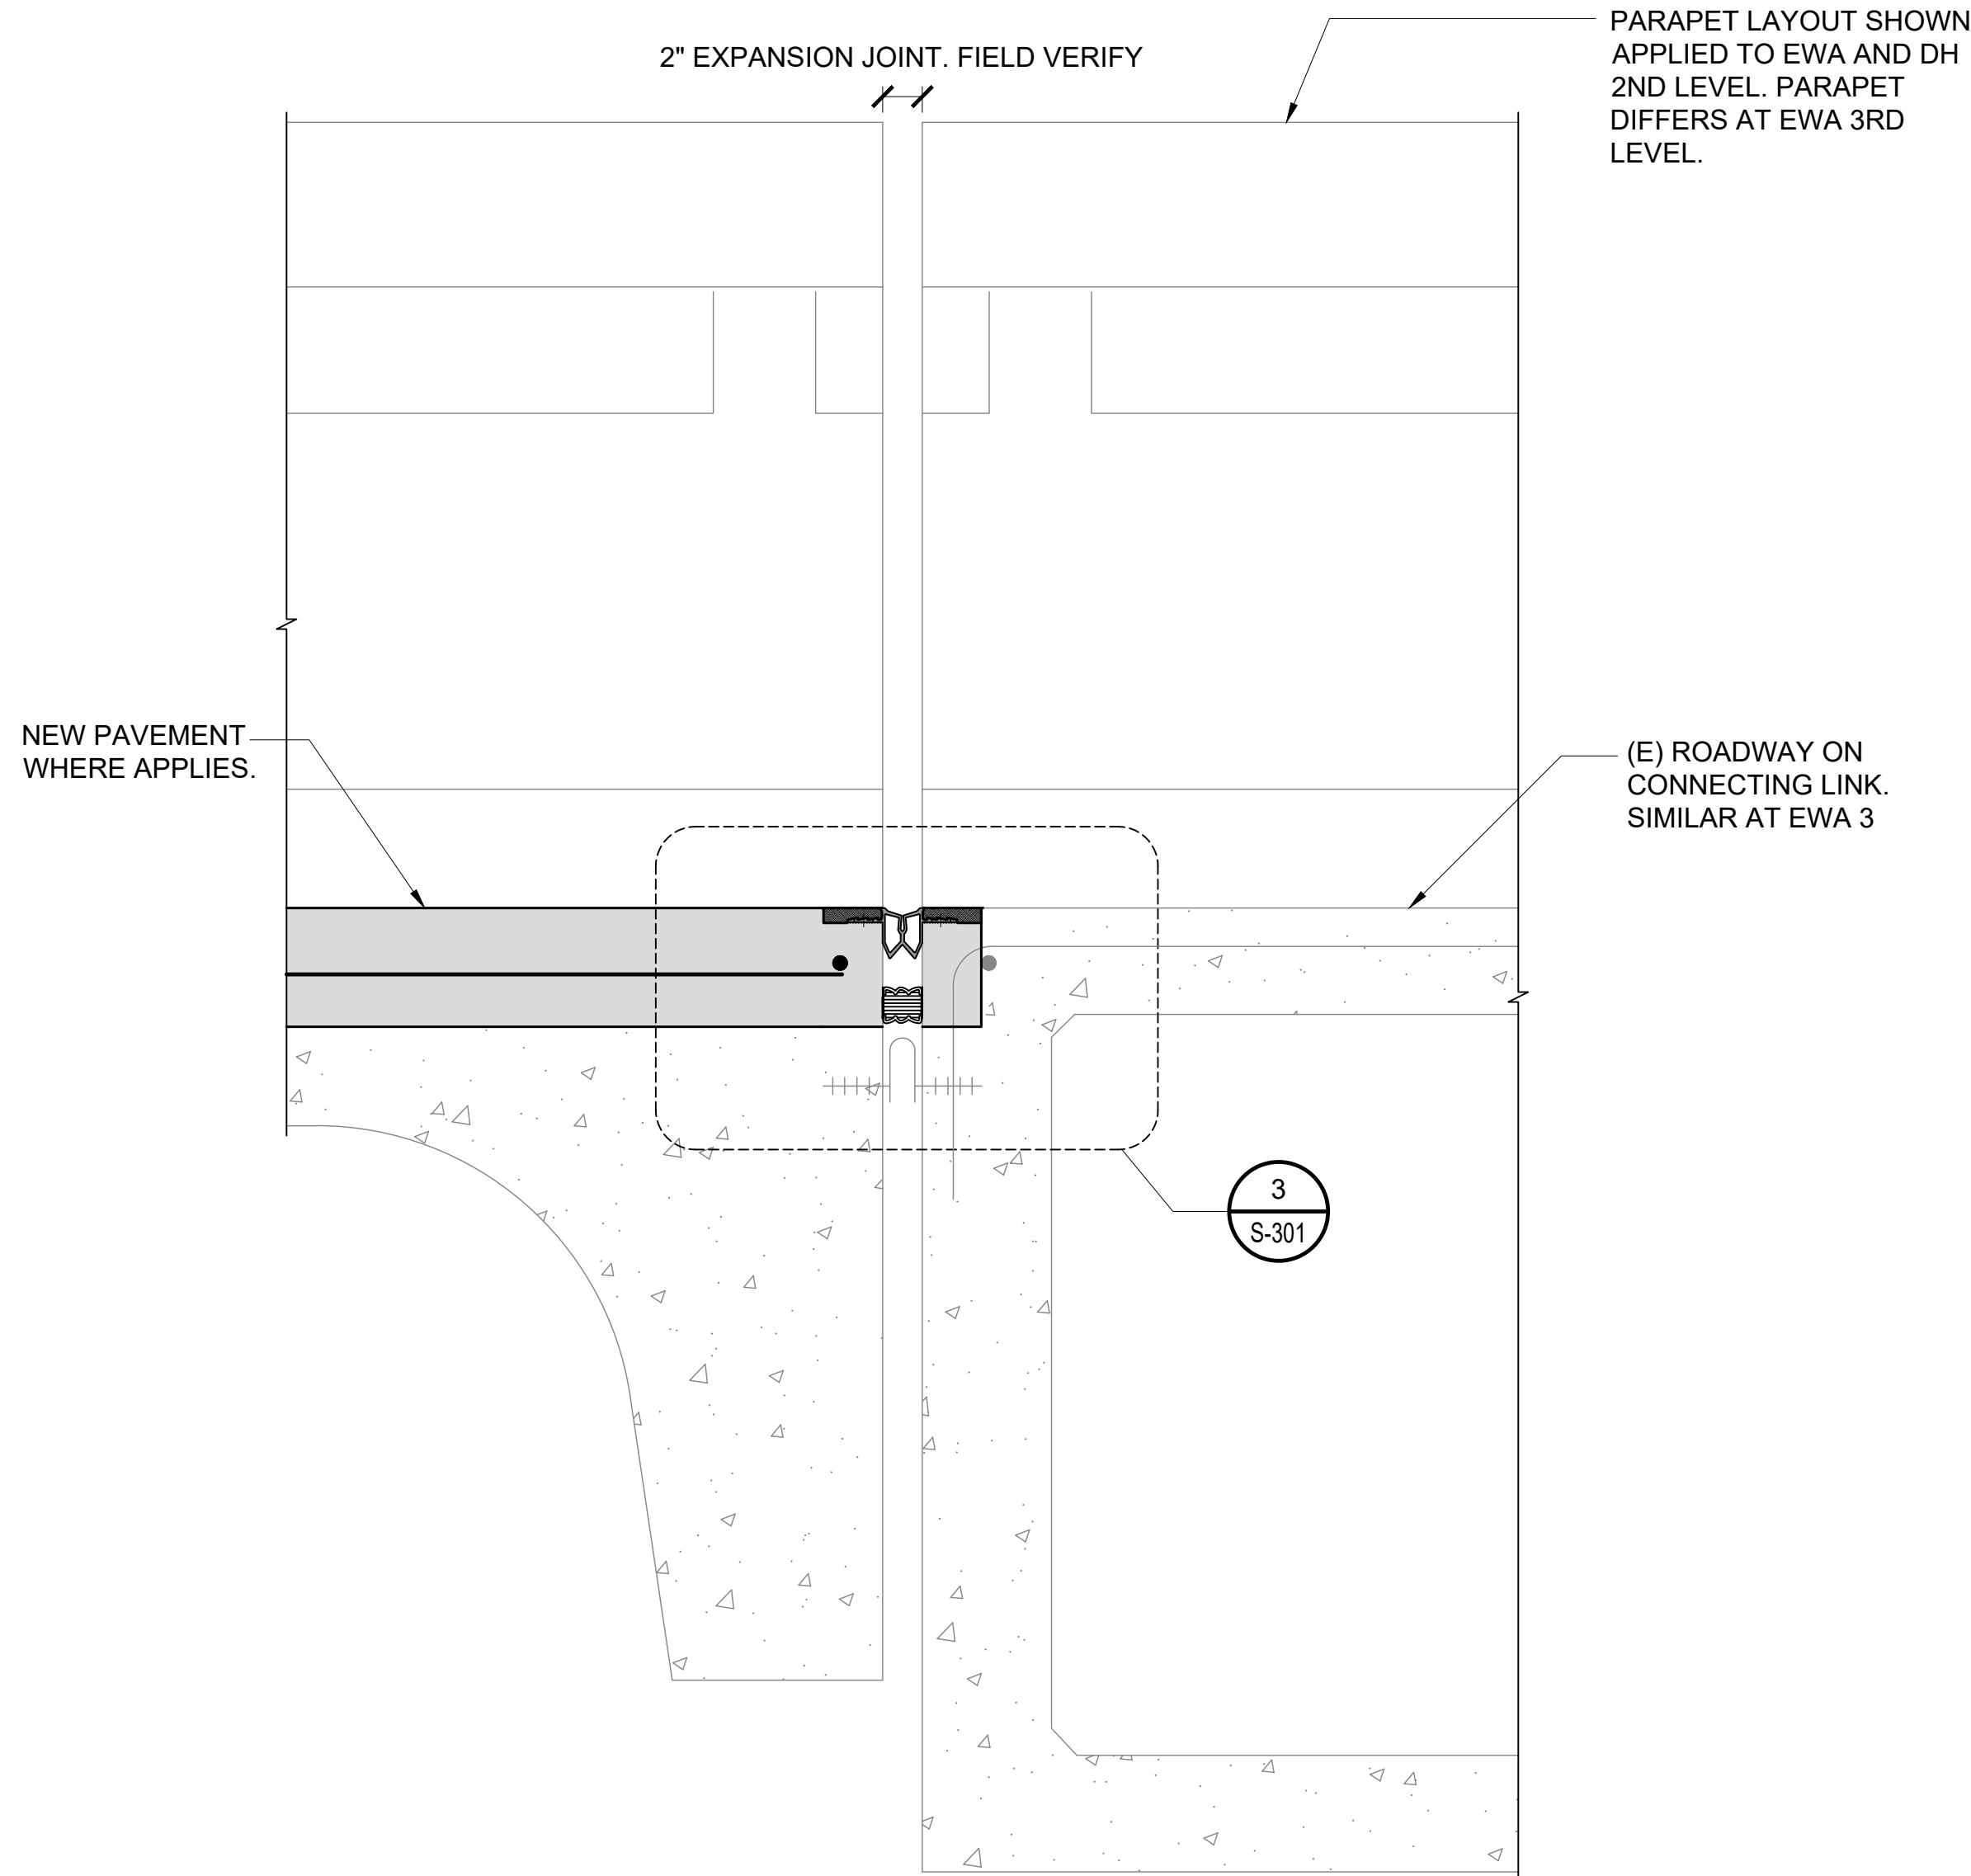 2" EXPANSION JOINT. FIELD VERIFY
PARAPET LAYOUT SHOWN
APPLIED TO EWA AND DH
2ND LEVEL. PARAPET
DIFFERS AT EWA 3RD
LEVEL.
NEW PAVEMENT
WHERE APPLIES.
(E) ROADWAY ON
CONNECTING LINK.
SIMILAR AT EWA 3
3
S-301